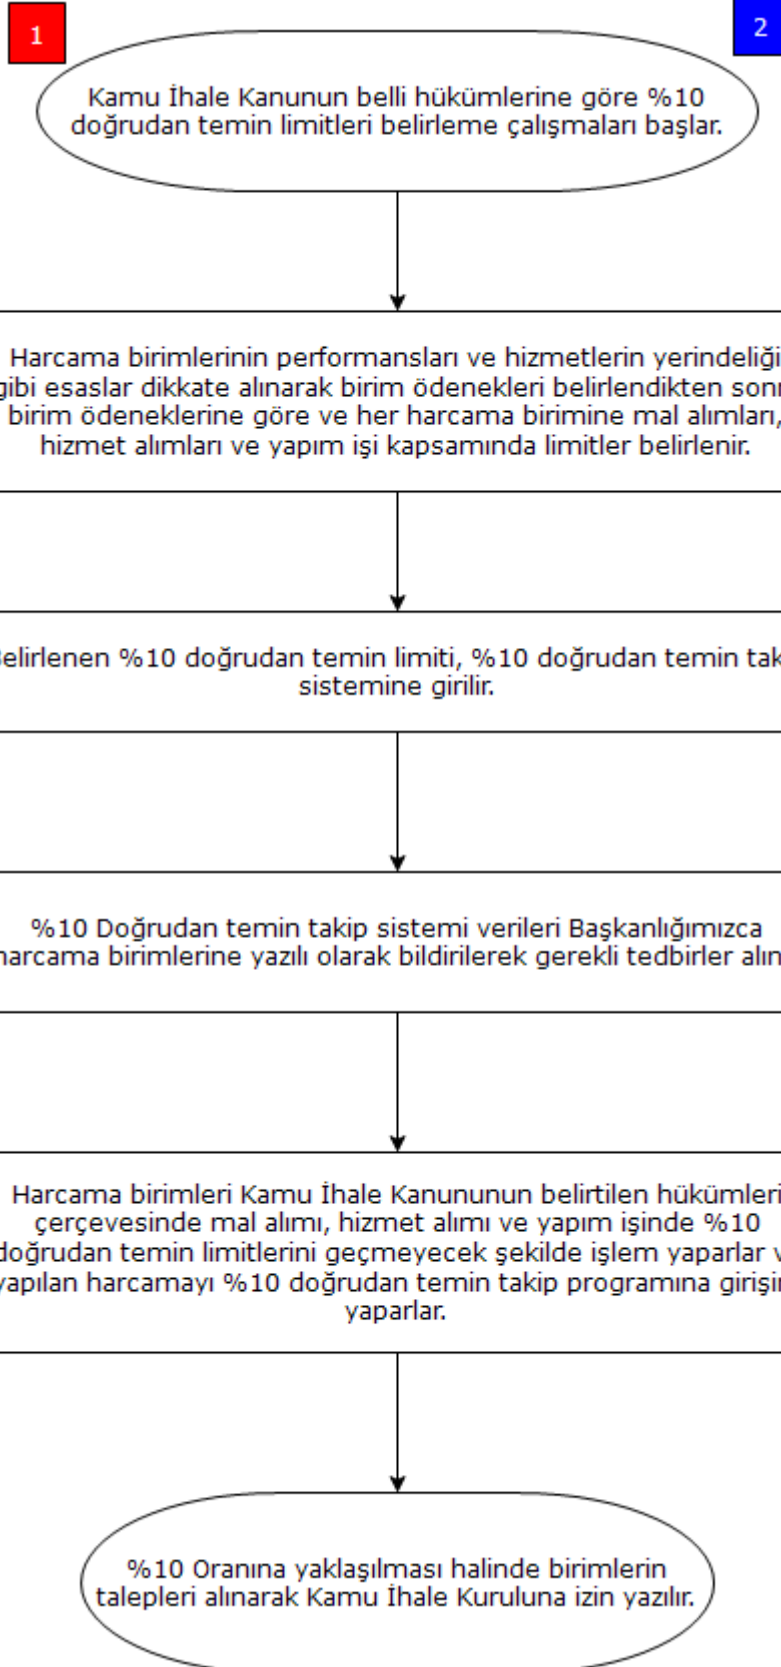 1
2
Kamu İhale Kanunun belli hükümlerine göre %10
doğrudan temin limitleri belirleme çalışmaları başlar.
Harcama birimlerinin performansları ve hizmetlerin yerindeliği
gibi esaslar dikkate alınarak birim ödenekleri belirlendikten
birim ödeneklerine göre ve her harcama birimine mal alımları,
hizmet alımları ve yapım işi kapsamında limitler belirlenir.
Belirlenen %10 doğrudan temin limiti, %10 doğrudan temin
sistemine girilir.
%10 Doğrudan temin takip sistemi verileri Başkanlığımızca
harcama birimlerine yazılı olarak bildirilerek gerekli tedbirler
Harcama birimleri Kamu İhale Kanununun belirtilen hükümleri
çerçevesinde mal alımı, hizmet alımı ve yapım işinde %10
doğrudan temin limitlerini geçmeyecek şekilde işlem yaparlar
yapılan harcamayı %10 doğrudan temin takip programına
yaparlar.
%10 Oranına yaklaşılması halinde birimlerin
talepleri alınarak Kamu İhale Kuruluna izin yazılır.